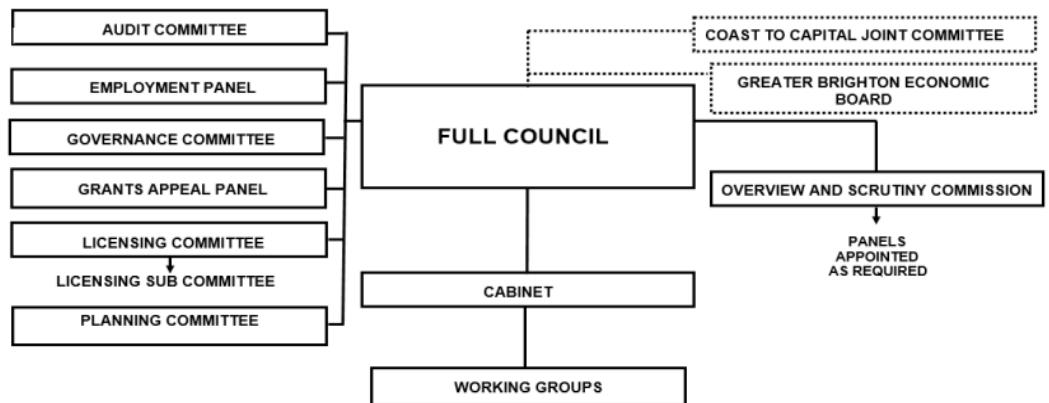 AUDIT COMMITTEE
EMPLOYMENT PANEL
GOVERNANCE COMMITTEE
GRANTS APPEAL PANEL
LICENSING COMMITTEE
LICENSING SUB COMMITTEE
PLANNING COMMITTEE
FULL COUNCIL
CABINET
WORKING GROUPS
COAST TO CAPITAL JOINT COMMITTEE
GREATER BRIGHTON ECONOMIC
BOARD
OVERVIEW AND SCRUTINY COMMISSION
PANELS
APPOINTED
AS REQUIRED